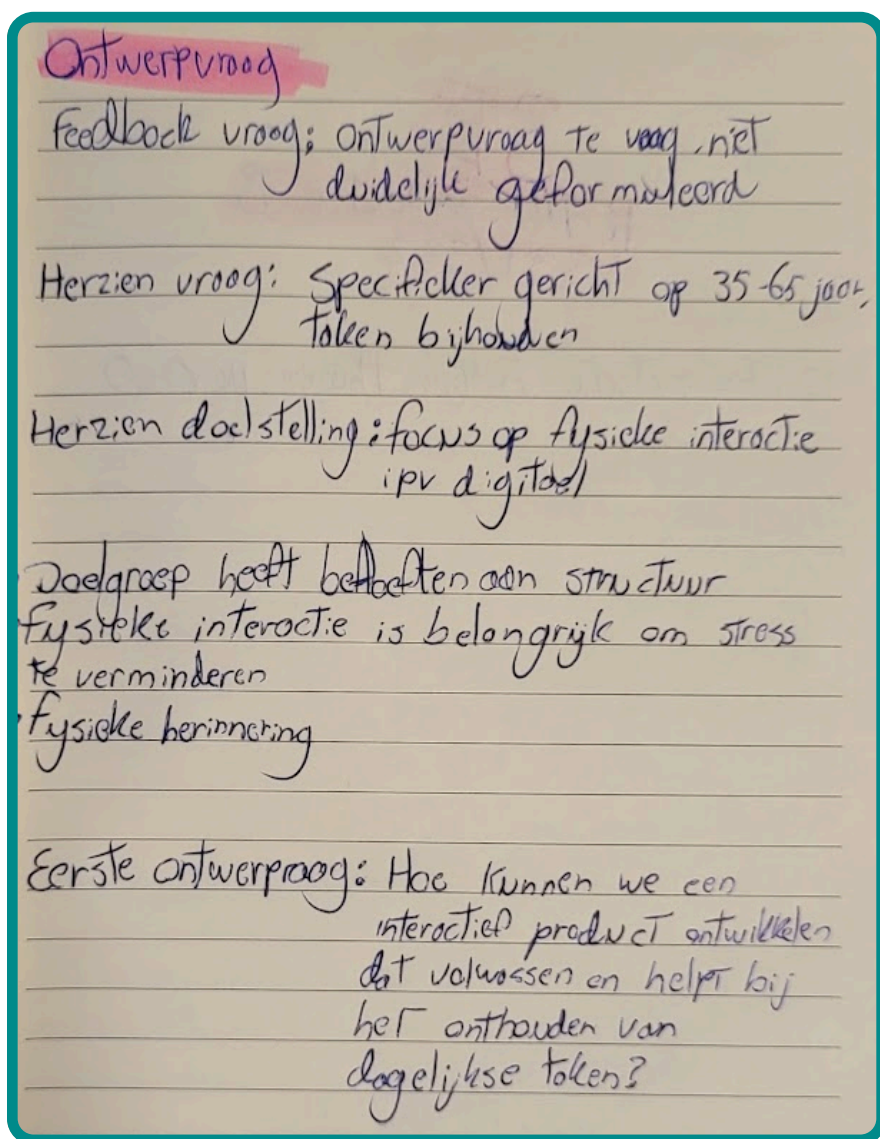 Ontwerpvraag
Feedback vraag: ontwerpvraag te vaag, niet
duidelijk geformuleerd
Herzien vraag: Specifieker gericht op 35-65 jaar,
taken bijhouden
Herzien doelstelling: focus op fysieke interactie
ipv digitaal
• Doelgroep heeft behoeften aan structuur
• fysieke interactie is belangrijk om stress
te verminderen
• fysieke herinnering
Eerste ontwerpraag: Hoe kunnen we een
interactief product ontwikkelen
dat volwassen en helpt bij
het onthouden van
dagelijkse taken?